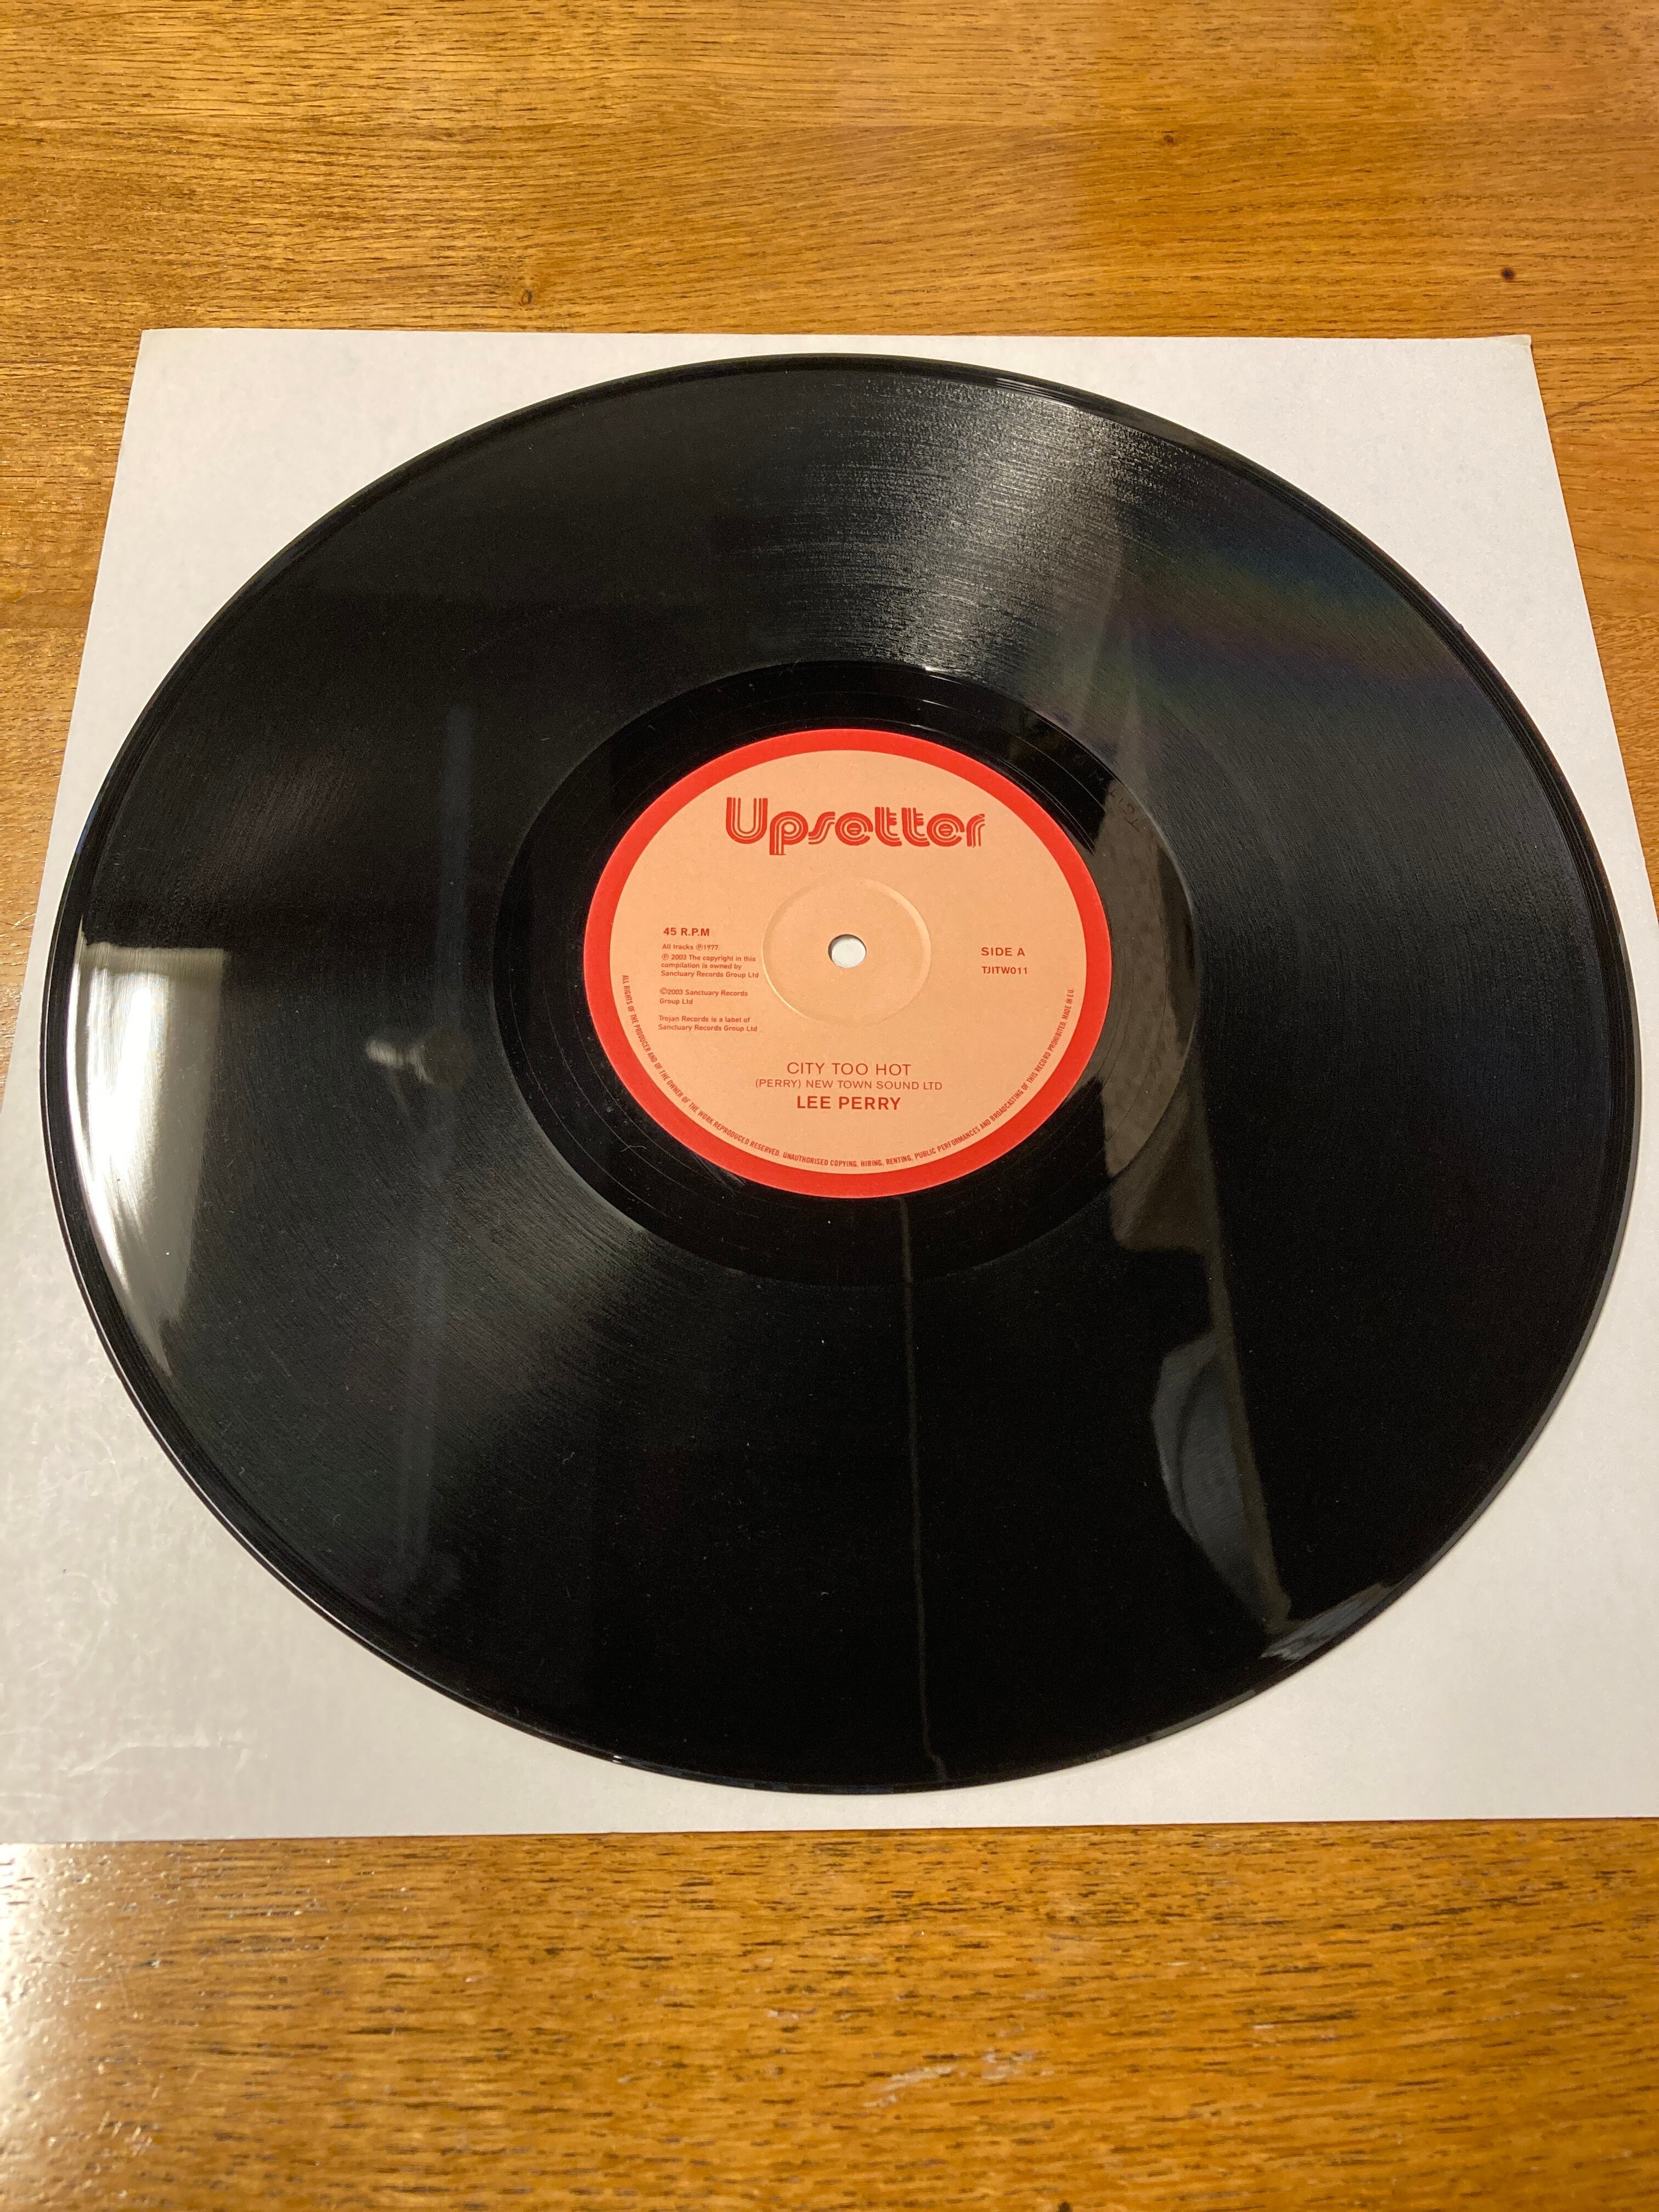 Upsetter
45 R.P.M
All tracks ℗1977
℗ 2003 The copyright in this
compilation is owned by
Sanctuary Records Group Ltd
©2003 Sanctuary Records
Group Ltd
Trojan Records is a label of
Sanctuary Records Group Ltd
SIDE A
TJITW011
CITY TOO HOT
(PERRY) NEW TOWN SOUND LTD
LEE PERRY
ALL RIGHTS OF THE PRODUCER AND OF THE OWNER OF THE WORK REPRODUCED RESERVED. UNAUTHORISED COPYING, HIRING, RENTING, PUBLIC PERFORMANCES AND BROADCASTING OF THIS RECORD PROHIBITED. MADE IN E.U.